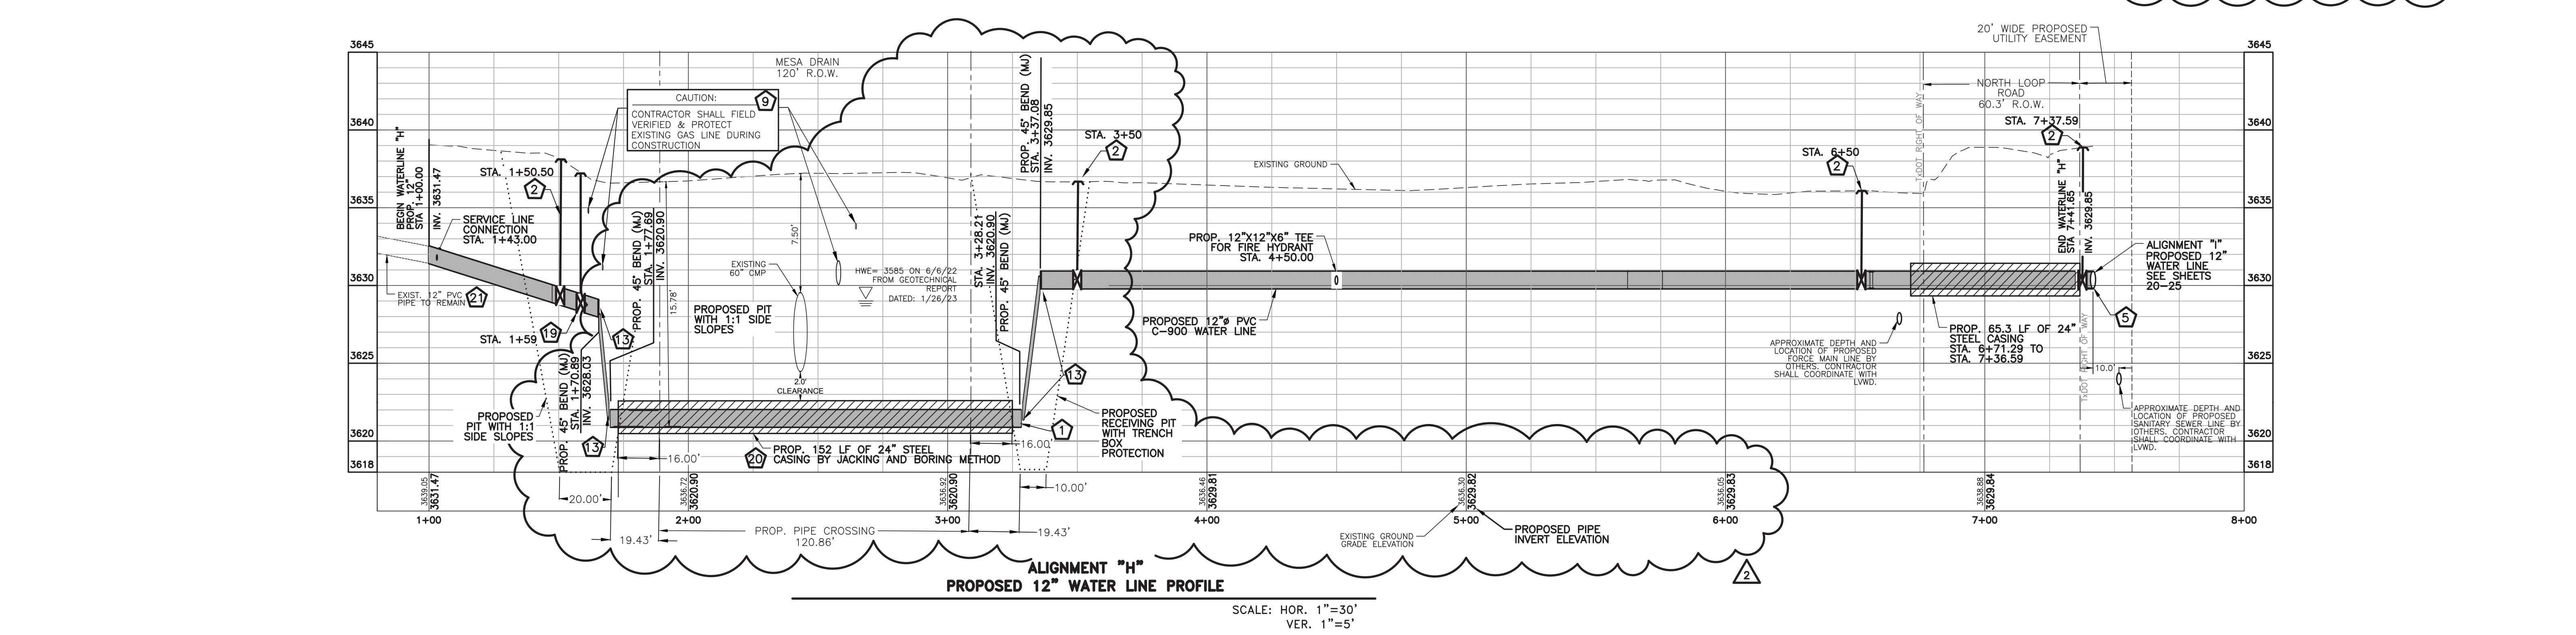 20' WIDE PROPOSED
UTILITY EASEMENT
3645
3640
3635
3630
3625
3620
3618
3645
3640
3635
3630
3625
3620
3618
BEGIN WATERLINE "H"
PROP. 12"
STA 1+00.00
INV. 3631.47
SERVICE LINE
CONNECTION
STA. 1+43.00
EXIST. 12" PVC
PIPE TO REMAIN
21
STA. 1+50.50
2
19
STA. 1+59
CAUTION:
9
CONTRACTOR SHALL FIELD
VERIFIED & PROTECT
EXISTING GAS LINE DURING
CONSTRUCTION
MESA DRAIN
120' R.O.W.
PROP. 45° BEND (MJ)
STA. 1+70.89
INV. 3628.03
13
13
PROP. 45° BEND (MJ)
STA. 1+77.69
INV. 3620.90
15.78'
PROPOSED
PIT WITH 1:1
SIDE SLOPES
PROPOSED PIT
WITH 1:1 SIDE
SLOPES
EXISTING
60" CMP
7.50'
2.0'
CLEARANCE
HWE= 3585 ON 6/6/22
FROM GEOTECHNICAL
REPORT
DATED: 1/26/23
20
PROP. 152 LF OF 24" STEEL
CASING BY JACKING AND BORING METHOD
16.00'
16.00'
STA. 3+28.21
INV. 3620.90
PROP. 45° BEND (MJ)
PROP. 45° BEND (MJ)
STA. 3+37.08
INV. 3629.85
STA. 3+50
2
13
1
PROPOSED
RECEIVING PIT
WITH TRENCH
BOX
PROTECTION
EXISTING GROUND
PROP. 12"X12"X6" TEE
FOR FIRE HYDRANT
STA. 4+50.00
PROPOSED 12"ø PVC
C-900 WATER LINE
STA. 6+50
2
APPROXIMATE DEPTH AND
LOCATION OF PROPOSED
FORCE MAIN LINE BY
OTHERS. CONTRACTOR
SHALL COORDINATE WITH
LVWD.
TxDOT RIGHT OF WAY
NORTH LOOP
ROAD
60.3' R.O.W.
STA. 7+37.59
2
END WATERLINE "H"
STA 7+41.65
INV. 3629.85
PROP. 65.3 LF OF 24"
STEEL CASING
STA. 6+71.29 TO
STA. 7+36.59
TxDOT RIGHT OF WAY
ALIGNMENT "I"
PROPOSED 12"
WATER LINE
SEE SHEETS
20-25
5
10.0'
APPROXIMATE DEPTH AND
LOCATION OF PROPOSED
SANITARY SEWER LINE BY
OTHERS. CONTRACTOR
SHALL COORDINATE WITH
LVWD.
3639.05
3631.47
3636.72
3620.90
3636.92
3620.90
3636.46
3629.81
3636.30
3629.82
3636.05
3629.83
3638.88
3629.84
20.00'
10.00'
1+00
2+00
3+00
4+00
5+00
6+00
7+00
8+00
19.43'
PROP. PIPE CROSSING
120.86'
19.43'
EXISTING GROUND
GRADE ELEVATION
PROPOSED PIPE
INVERT ELEVATION
2
ALIGNMENT "H"
PROPOSED 12" WATER LINE PROFILE
SCALE: HOR. 1"=30'
VER. 1"=5'